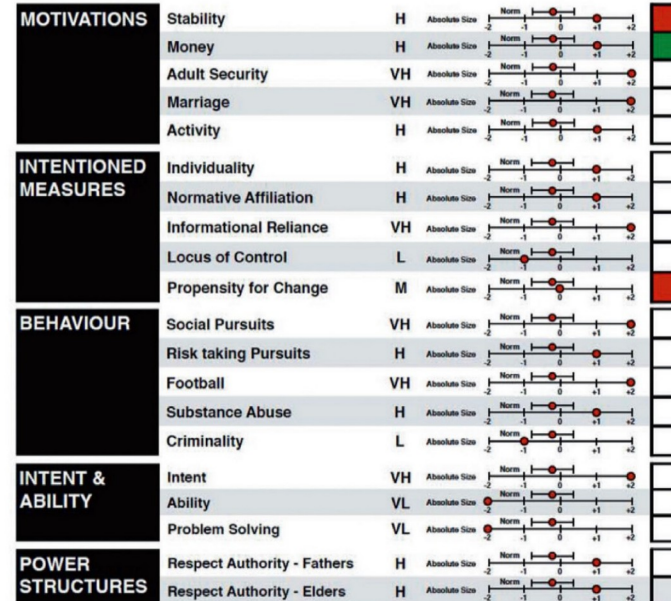 MOTIVATIONS
Stability H Absolute Size Norm -2 -1 0 +1 +2
Money H Absolute Size Norm -2 -1 0 +1 +2
Adult Security VH Absolute Size Norm -2 -1 0 +1 +2
Marriage VH Absolute Size Norm -2 -1 0 +1 +2
Activity H Absolute Size Norm -2 -1 0 +1 +2
INTENTIONED
MEASURES
Individuality H Absolute Size Norm -2 -1 0 +1 +2
Normative Affiliation H Absolute Size Norm -2 -1 0 +1 +2
Informational Reliance VH Absolute Size Norm -2 -1 0 +1 +2
Locus of Control L Absolute Size Norm -2 -1 0 +1 +2
Propensity for Change M Absolute Size Norm -2 -1 0 +1 +2
BEHAVIOUR
Social Pursuits VH Absolute Size Norm -2 -1 0 +1 +2
Risk taking Pursuits H Absolute Size Norm -2 -1 0 +1 +2
Football VH Absolute Size Norm -2 -1 0 +1 +2
Substance Abuse H Absolute Size Norm -2 -1 0 +1 +2
Criminality L Absolute Size Norm -2 -1 0 +1 +2
INTENT &
ABILITY
Intent VH Absolute Size Norm -2 -1 0 +1 +2
Ability VL Absolute Size Norm -2 -1 0 +1 +2
Problem Solving VL Absolute Size Norm -2 -1 0 +1 +2
POWER
STRUCTURES
Respect Authority - Fathers H Absolute Size Norm -2 -1 0 +1 +2
Respect Authority - Elders H Absolute Size Norm -2 -1 0 +1 +2